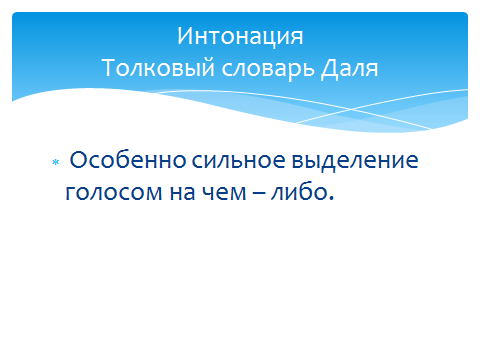 Интонация
Толковый словарь Даля
* Особенно сильное выделение
голосом на чем – либо.